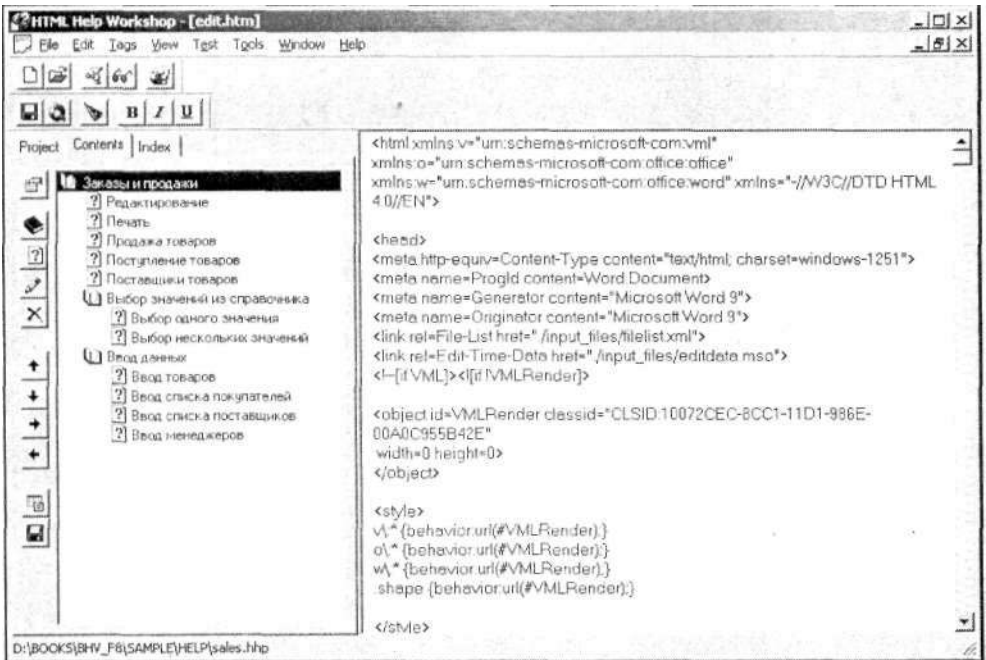 HTML Help Workshop - [edit.htm]
File Edit Tags View Test Tools Window Help
B I U
Project Contents Index
Заказы и продажи
Редактирование
Печать
Продажа товаров
Поступление товаров
Поставщики товаров
Выбор значений из справочника
Выбор одного значения
Выбор нескольких значений
Ввод данных
Ввод товаров
Ввод списка покупателей
Ввод списка поставщиков
Ввод менеджеров
<html xmlns:v="urn:schemas-microsoft-com:vml"
xmlns:o="urn:schemas-microsoft-com:office:office"
xmlns:w="urn:schemas-microsoft-com:office:word" xmlns="-//W3C//DTD HTML
4.0//EN">
<head>
<meta http-equiv=Content-Type content="text/html; charset=windows-1251">
<meta name=ProgId content=Word.Document>
<meta name=Generator content="Microsoft Word 9">
<meta name=Originator content="Microsoft Word 9">
<link rel=File-List href="./input_files/filelist.xml">
<link rel=Edit-Time-Data href="./input_files/editdata.mso">
<!--[if VML]><![if !VMLRender]>
<object id=VMLRender classid="CLSID:10072CEC-8CC1-11D1-986E-
00A0C955B42E"
width=0 height=0>
</object>
<style>
v\:* {behavior:url(#VMLRender);}
o\:* {behavior:url(#VMLRender);}
w\:* {behavior:url(#VMLRender);}
.shape {behavior:url(#VMLRender);}
</style>
D:\BOOKS\BHV_F8\SAMPLE\HELP\sales.hhp